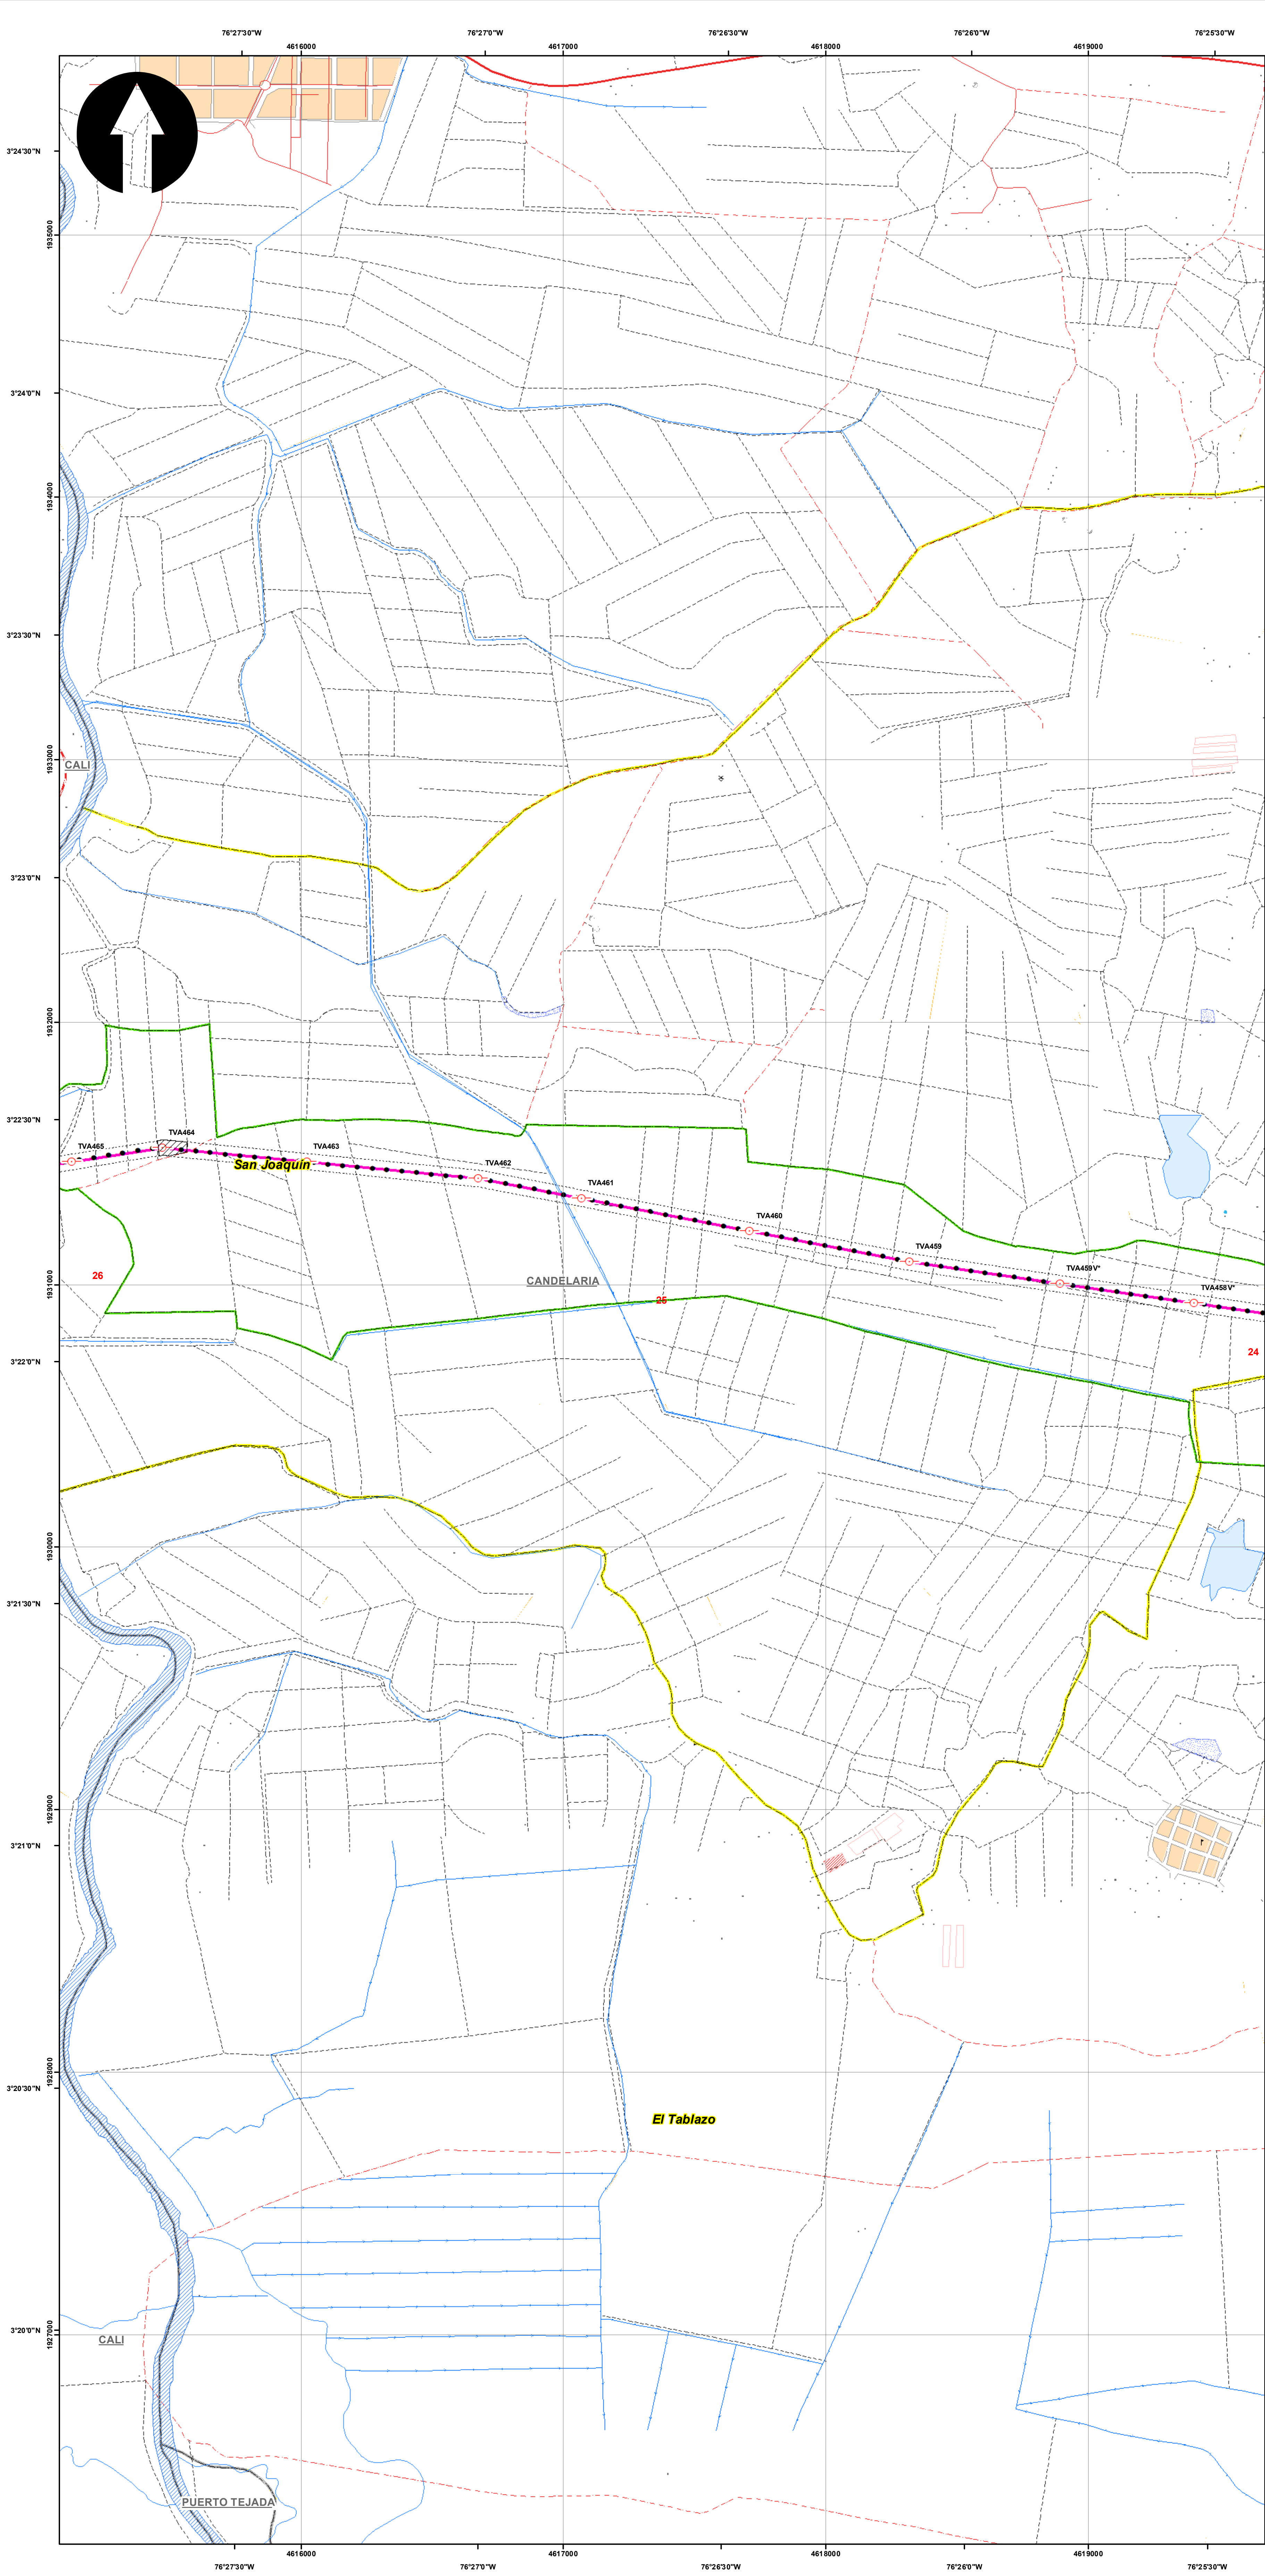 76°27'30"W
76°27'0"W
76°26'30"W
76°26'0"W
76°25'30"W
4616000
4617000
4618000
4619000
3°24'30"N
1935000
3°24'0"N
1934000
3°23'30"N
1933000
CALI
3°23'0"N
1932000
3°22'30"N
TVA465
TVA464
TVA463
San Joaquín
TVA462
TVA461
TVA460
TVA459
TVA459V*
TVA458V*
26
1931000
CANDELARIA
25
24
3°22'0"N
1930000
3°21'30"N
1929000
3°21'0"N
1928000
3°20'30"N
El Tablazo
1927000
3°20'0"N
CALI
PUERTO TEJADA
4616000
4617000
4618000
4619000
76°27'30"W
76°27'0"W
76°26'30"W
76°26'0"W
76°25'30"W